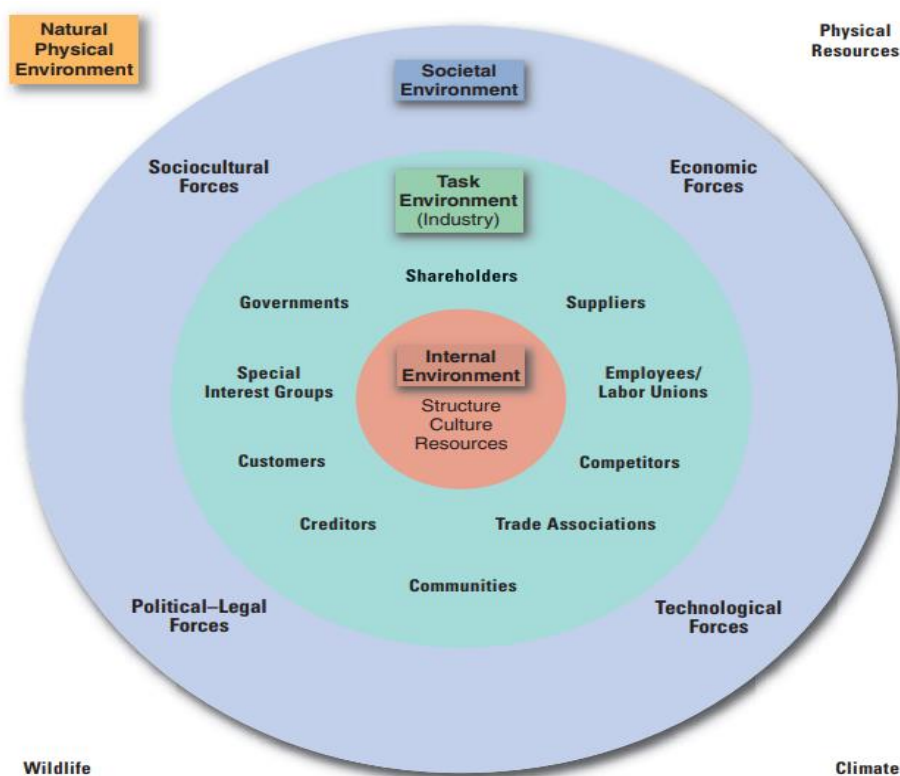 Natural
Physical
Environment
Physical
Resources
Societal
Environment
Sociocultural
Forces
Economic
Forces
Task
Environment
(Industry)
Shareholders
Governments
Suppliers
Internal
Environment
Structure
Culture
Resources
Special
Interest Groups
Employees/
Labor Unions
Customers
Competitors
Creditors
Trade Associations
Communities
Political–Legal
Forces
Technological
Forces
Wildlife
Climate